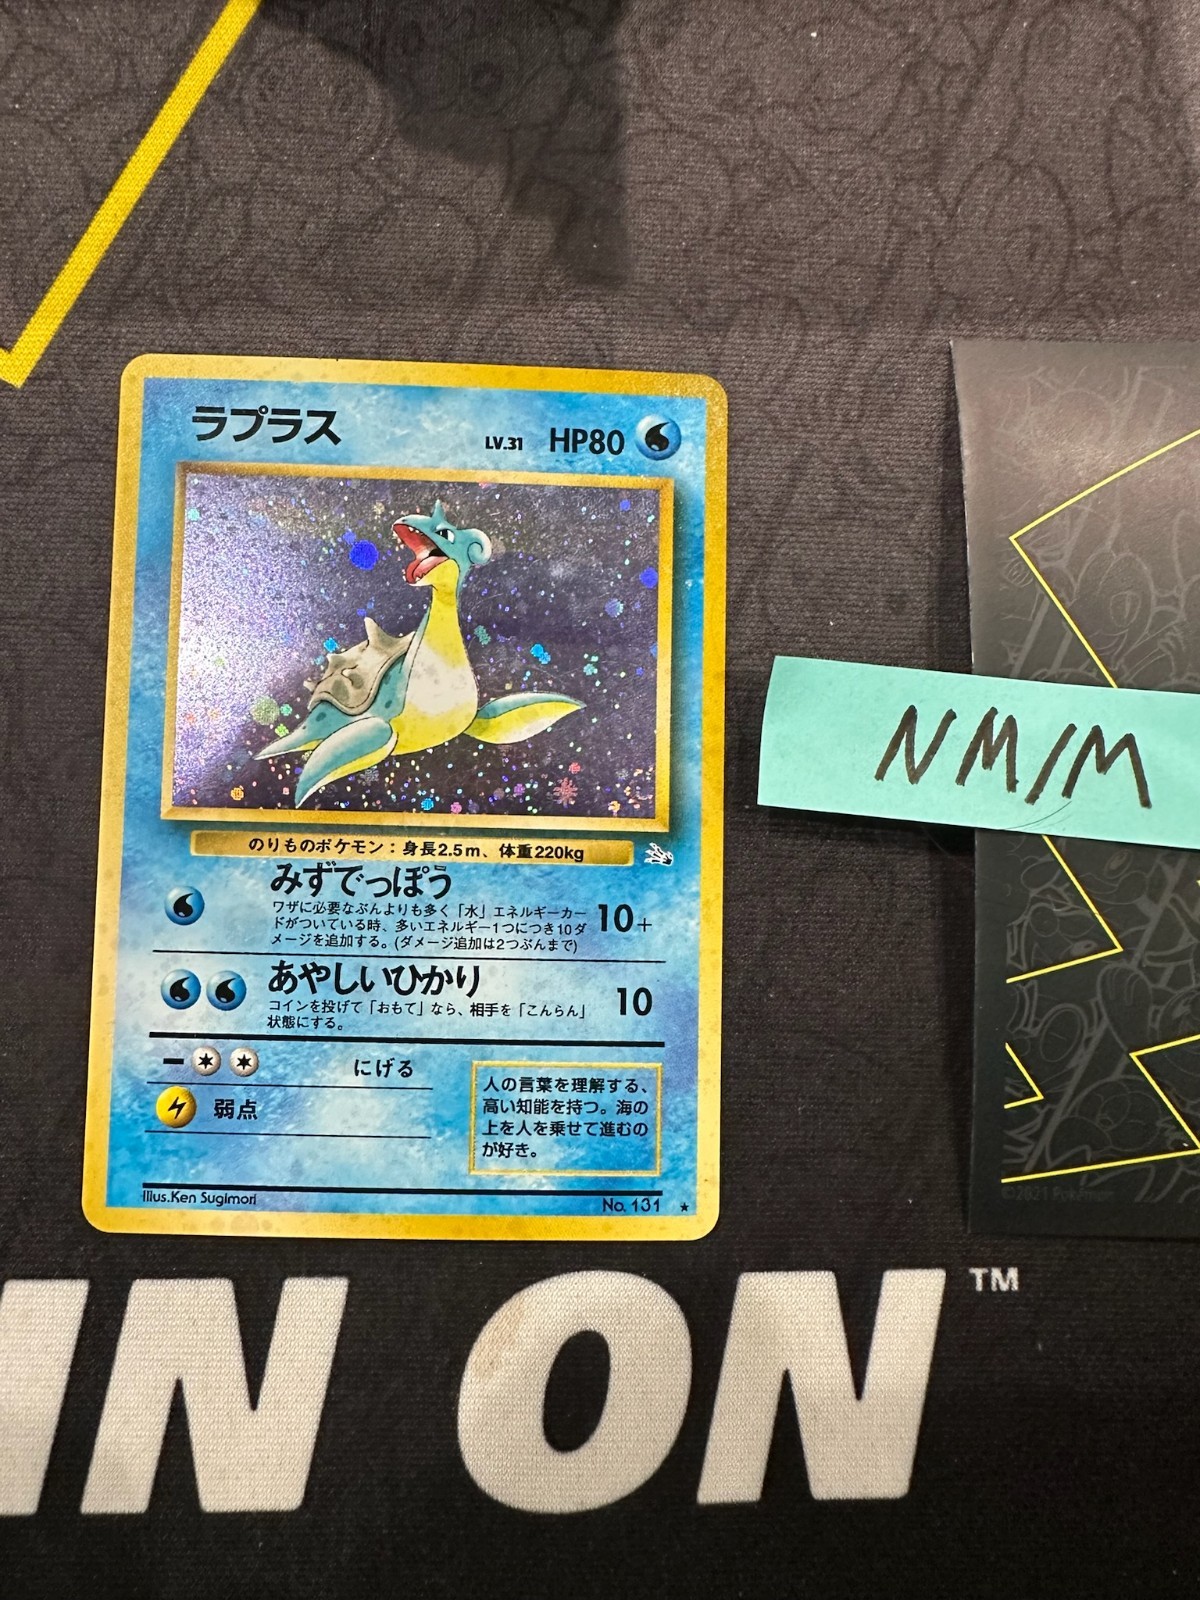 ラプラス LV.31 HP80
のりものポケモン：身長2.5m、体重220kg
みずでっぽう
ワザに必要なぶんよりも多く「水」エネルギーカー
ドがついている時、多いエネルギー1つにつき10ダ
メージを追加する。(ダメージ追加は2つぶんまで)
10+
あやしいひかり
コインを投げて「おもて」なら、相手を「こんらん」
状態にする。
10
にげる
弱点
人の言葉を理解する、
高い知能を持つ。海の
上を人を乗せて進むの
が好き。
Illus.Ken Sugimori
No.131
NM/M
©2021 Pokémon
IN ON™